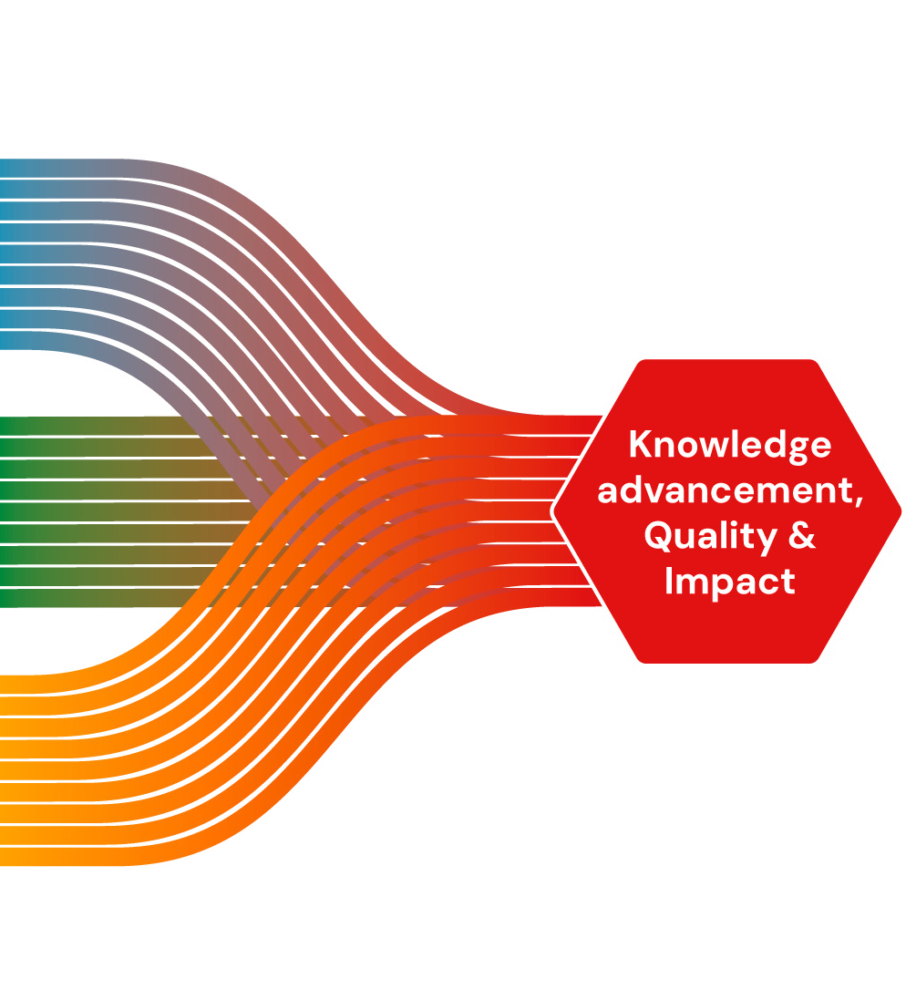 Knowledge
advancement,
Quality &
Impact